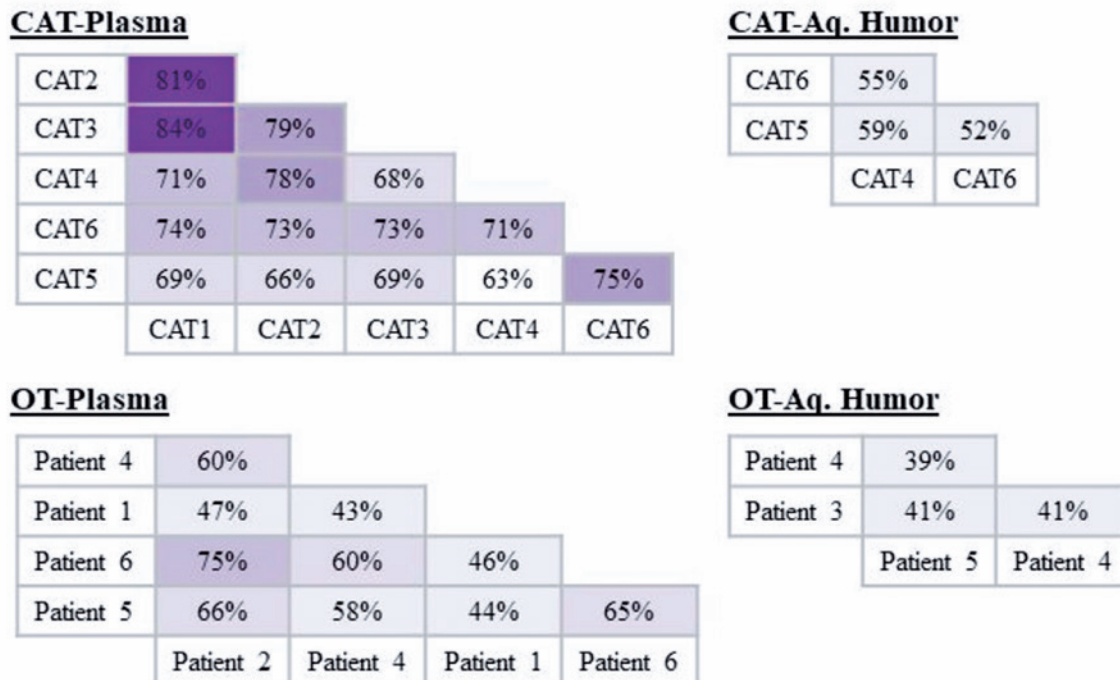 CAT-Plasma
CAT2 81%
CAT3 84% 79%
CAT4 71% 78% 68%
CAT6 74% 73% 73% 71%
CAT5 69% 66% 69% 63% 75%
CAT1 CAT2 CAT3 CAT4 CAT6
CAT-Aq. Humor
CAT6 55%
CAT5 59% 52%
CAT4 CAT6
OT-Plasma
Patient 4 60%
Patient 1 47% 43%
Patient 6 75% 60% 46%
Patient 5 66% 58% 44% 65%
Patient 2 Patient 4 Patient 1 Patient 6
OT-Aq. Humor
Patient 4 39%
Patient 3 41% 41%
Patient 5 Patient 4